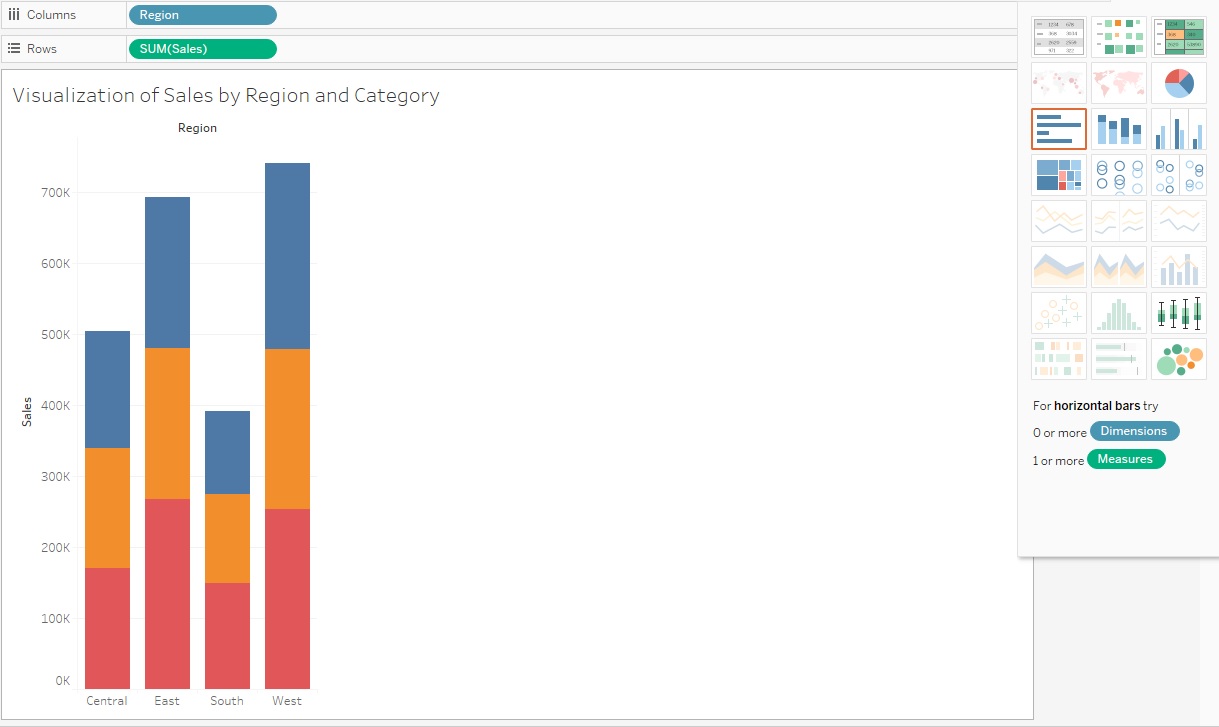 Columns
Region
Rows
SUM(Sales)
Visualization of Sales by Region and Category
Region
700K
600K
500K
400K
300K
200K
100K
0K
Sales
Central East South West
For horizontal bars try
0 or more Dimensions
1 or more Measures